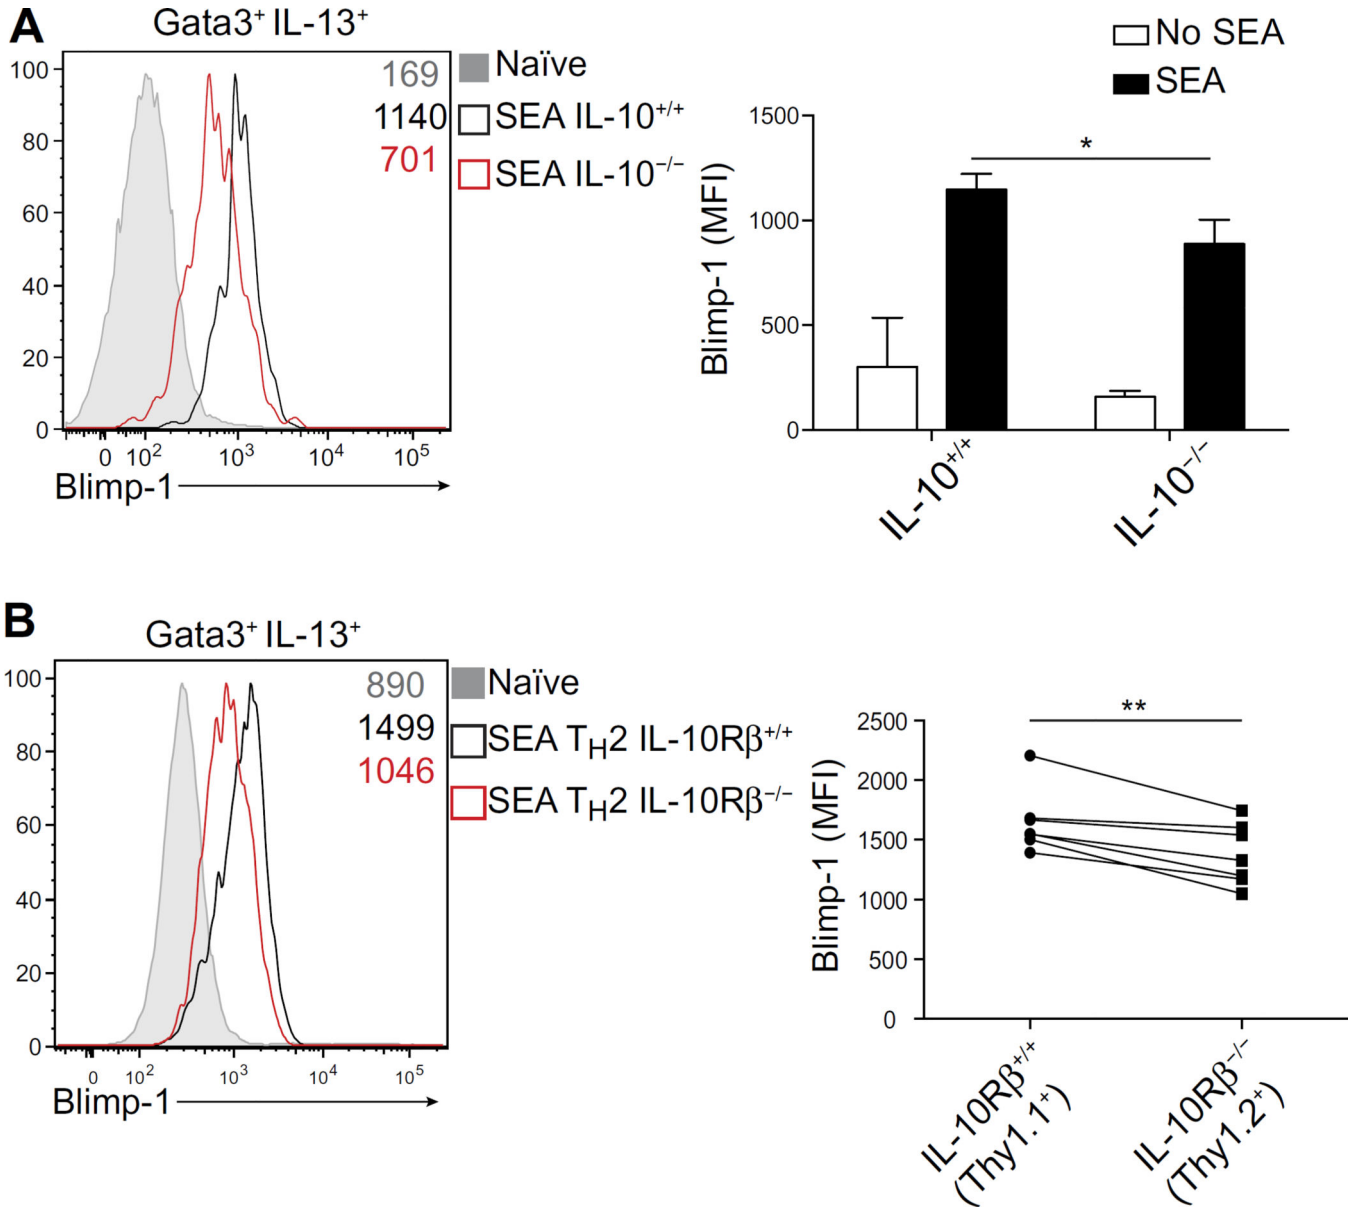 A
Gata3⁺ IL-13⁺
100
80
60
40
20
0
169
1140
701
Naïve
SEA IL-10⁺/⁺
SEA IL-10⁻/⁻
0 10² 10³ 10⁴ 10⁵
Blimp-1
No SEA
SEA
Blimp-1 (MFI)
1500
1000
500
0
*
IL-10⁺/⁺
IL-10⁻/⁻
B
Gata3⁺ IL-13⁺
100
80
60
40
20
0
890
1499
1046
Naïve
SEA T_H2 IL-10Rβ⁺/⁺
SEA T_H2 IL-10Rβ⁻/⁻
0 10² 10³ 10⁴ 10⁵
Blimp-1
Blimp-1 (MFI)
2500
2000
1500
1000
500
0
**
IL-10Rβ⁺/⁺
(Thy1.1⁺)
IL-10Rβ⁻/⁻
(Thy1.2⁺)